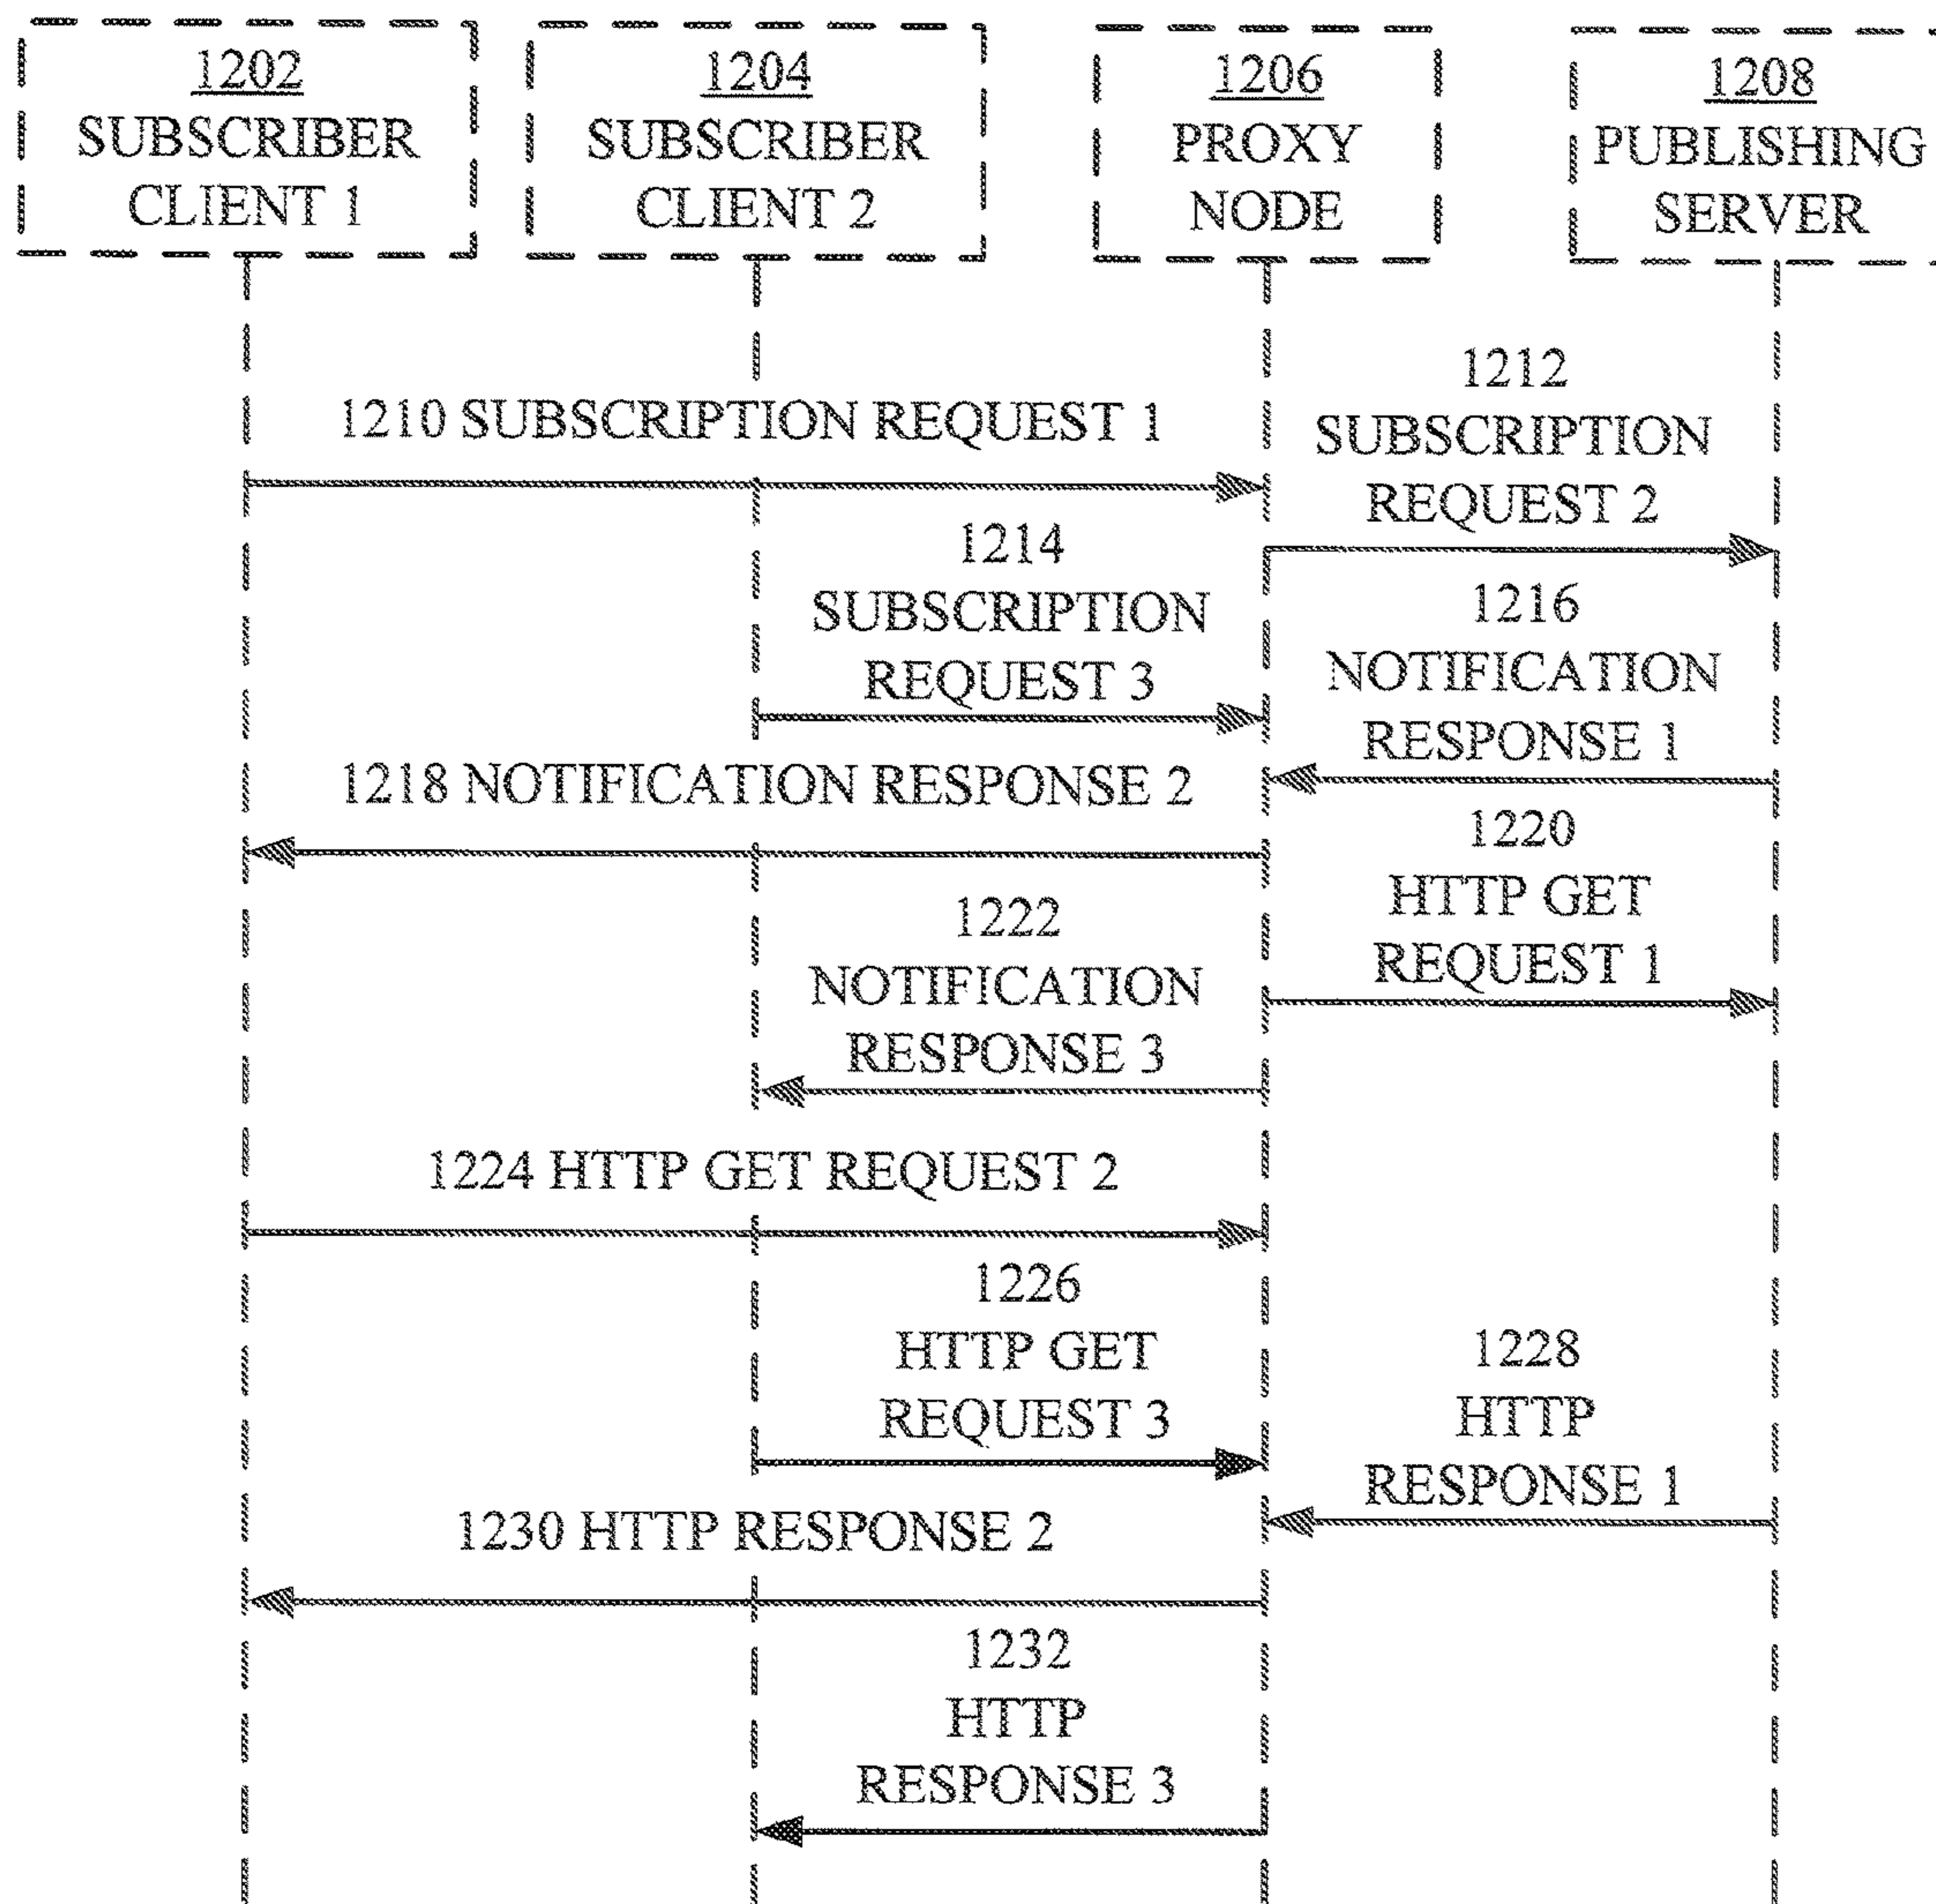 1202
SUBSCRIBER
CLIENT 1
1204
SUBSCRIBER
CLIENT 2
1206
PROXY
NODE
1208
PUBLISHING
SERVER
1210 SUBSCRIPTION REQUEST 1
1212
SUBSCRIPTION
REQUEST 2
1214
SUBSCRIPTION
REQUEST 3
1216
NOTIFICATION
RESPONSE 1
1218 NOTIFICATION RESPONSE 2
1220
HTTP GET
REQUEST 1
1222
NOTIFICATION
RESPONSE 3
1224 HTTP GET REQUEST 2
1226
HTTP GET
REQUEST 3
1228
HTTP
RESPONSE 1
1230 HTTP RESPONSE 2
1232
HTTP
RESPONSE 3